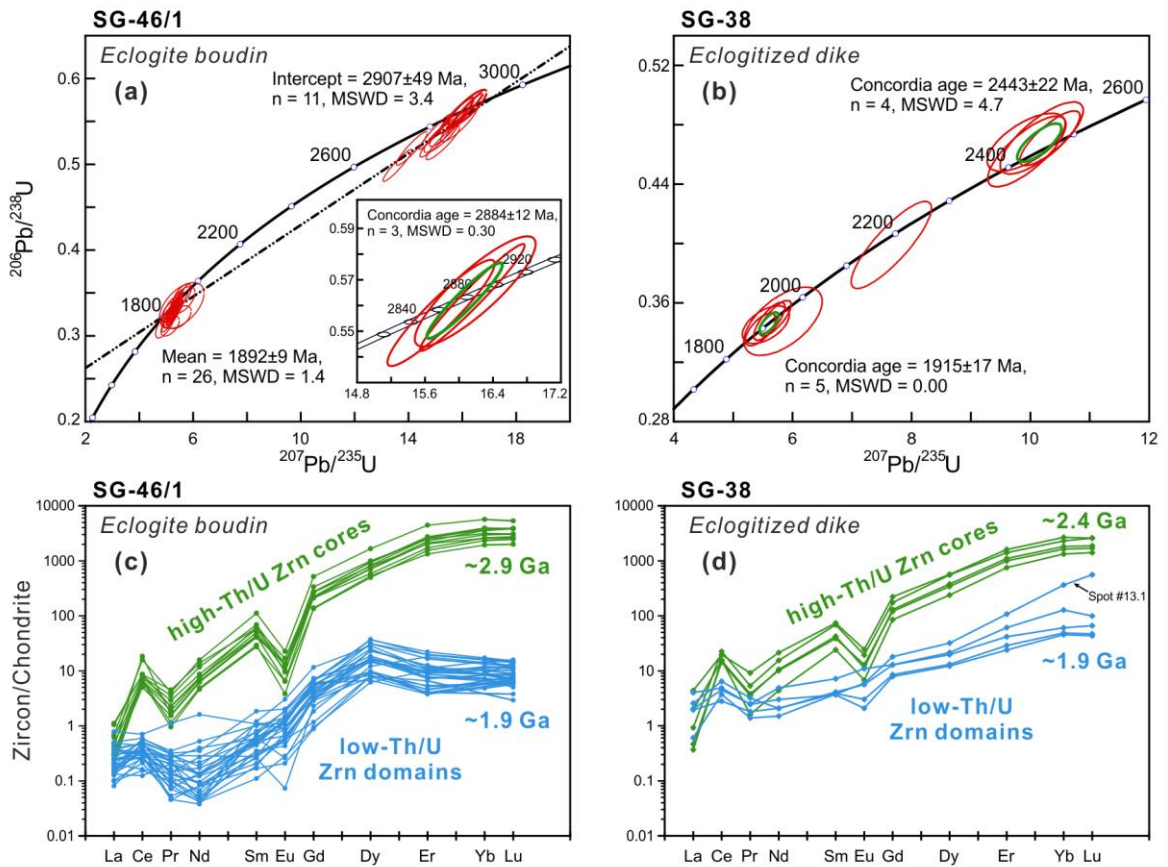 SG-46/1
Eclogite boudin
(a)
Intercept = 2907±49 Ma,
n = 11, MSWD = 3.4
3000
2600
2200
1800
Mean = 1892±9 Ma,
n = 26, MSWD = 1.4
Concordia age = 2884±12 Ma,
n = 3, MSWD = 0.30
0.59
0.57
0.55
2920
2880
2840
14.8 15.6 16.4 17.2
0.6
0.5
0.4
0.3
0.2
2 6 10 14 18
206Pb/238U
207Pb/235U
SG-38
Eclogitized dike
(b)
Concordia age = 2443±22 Ma,
n = 4, MSWD = 4.7
2600
2400
2200
2000
1800
Concordia age = 1915±17 Ma,
n = 5, MSWD = 0.00
0.52
0.44
0.36
0.28
4 6 8 10 12
207Pb/235U
SG-46/1
Eclogite boudin
(c)
high-Th/U Zrn cores
~2.9 Ga
~1.9 Ga
low-Th/U
Zrn domains
10000
1000
100
10
1
0.1
0.01
Zircon/Chondrite
La Ce Pr Nd Sm Eu Gd Dy Er Yb Lu
SG-38
Eclogitized dike
(d)
high-Th/U Zrn cores
~2.4 Ga
Spot #13.1
~1.9 Ga
low-Th/U
Zrn domains
10000
1000
100
10
1
0.1
0.01
La Ce Pr Nd Sm Eu Gd Dy Er Yb Lu